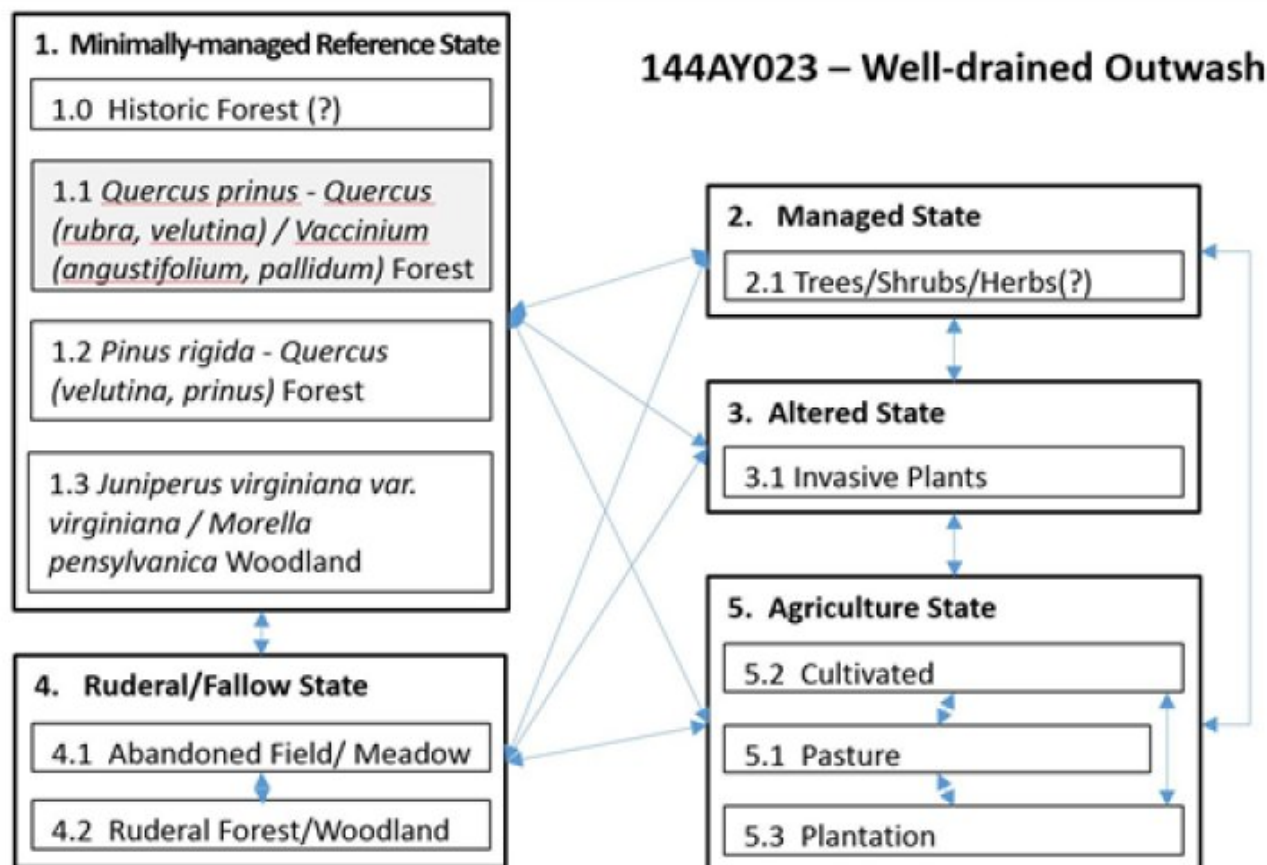 1. Minimally-managed Reference State
1.0 Historic Forest (?)
1.1 Quercus prinus - Quercus
(rubra, velutina) / Vaccinium
(angustifolium, pallidum) Forest
1.2 Pinus rigida - Quercus
(velutina, prinus) Forest
1.3 Juniperus virginiana var.
virginiana / Morella
pensylvanica Woodland
4. Ruderal/Fallow State
4.1 Abandoned Field/ Meadow
4.2 Ruderal Forest/Woodland
144AY023 – Well-drained Outwash
2. Managed State
2.1 Trees/Shrubs/Herbs(?)
3. Altered State
3.1 Invasive Plants
5. Agriculture State
5.2 Cultivated
5.1 Pasture
5.3 Plantation